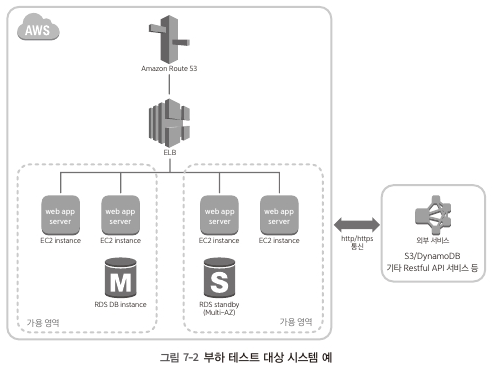 AWS
Amazon Route 53
ELB
web app
server
EC2 instance
web app
server
EC2 instance
web app
server
EC2 instance
web app
server
EC2 instance
M
RDS DB instance
S
RDS standby
(Multi-AZ)
가용 영역
가용 영역
http/https
통신
외부 서비스
S3/DynamoDB
기타 Restful API 서비스 등
그림 7-2 부하 테스트 대상 시스템 예